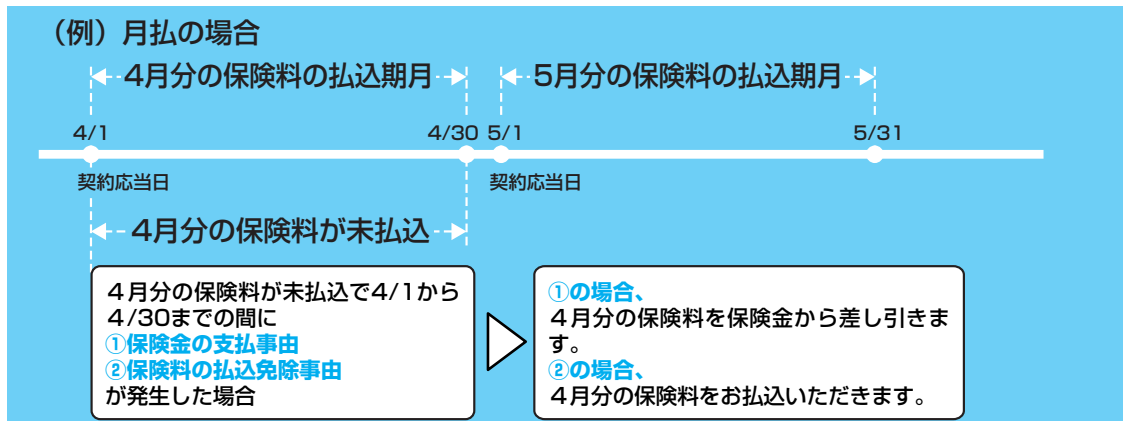 （例）月払の場合
4月分の保険料の払込期月
5月分の保険料の払込期月
4/1
4/30
5/1
5/31
契約応当日
契約応当日
4月分の保険料が未払込
４月分の保険料が未払込で4/1から
4/30までの間に
①保険金の支払事由
②保険料の払込免除事由
が発生した場合
①の場合、
４月分の保険料を保険金から差し引きま
す。
②の場合、
４月分の保険料をお払込いただきます。